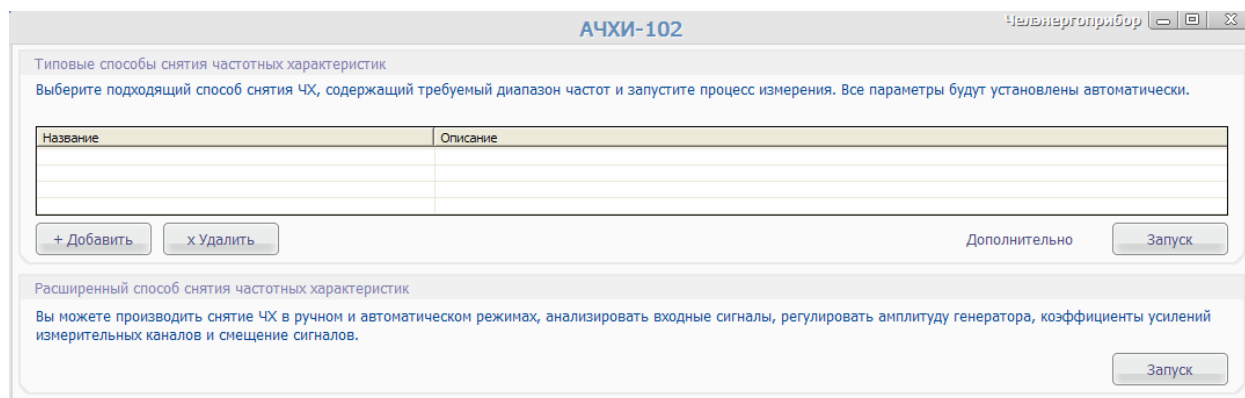 АЧХИ-102
Челэнергоприбор
Типовые способы снятия частотных характеристик
Выберите подходящий способ снятия ЧХ, содержащий требуемый диапазон частот и запустите процесс измерения. Все параметры будут установлены автоматически.
Название Описание
+ Добавить х Удалить Дополнительно Запуск
Расширенный способ снятия частотных характеристик
Вы можете производить снятие ЧХ в ручном и автоматическом режимах, анализировать входные сигналы, регулировать амплитуду генератора, коэффициенты усилений
измерительных каналов и смещение сигналов.
Запуск